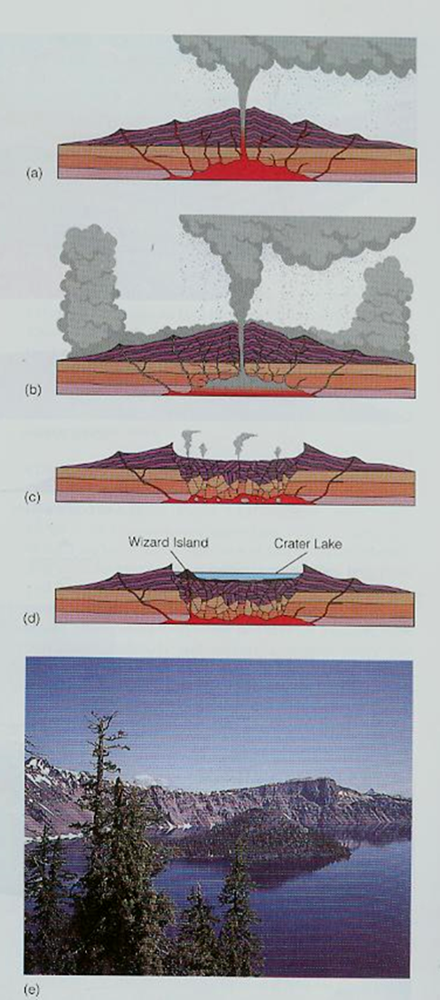 (a)
(b)
(c)
Wizard Island
Crater Lake
(d)
(e)